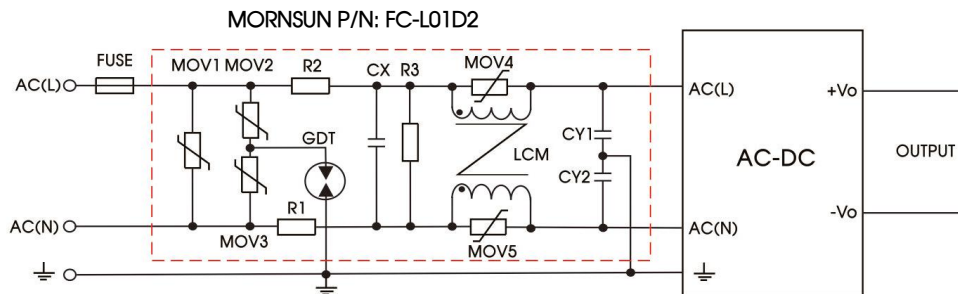 MORNSUN P/N: FC-L01D2
FUSE
MOV1 MOV2 R2 CX R3 MOV4
AC(L) AC(L) +Vo
GDT
CY1
LCM AC-DC OUTPUT
CY2
R1 -Vo
AC(N) AC(N)
MOV3 MOV5